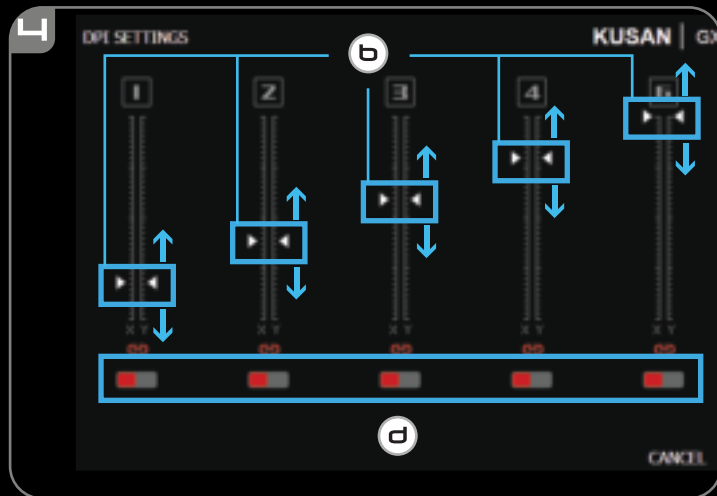 4
DPI SETTINGS
KUSAN | GX
b
1 2 3 4
X Y X Y X Y X Y X Y
d
CANCEL